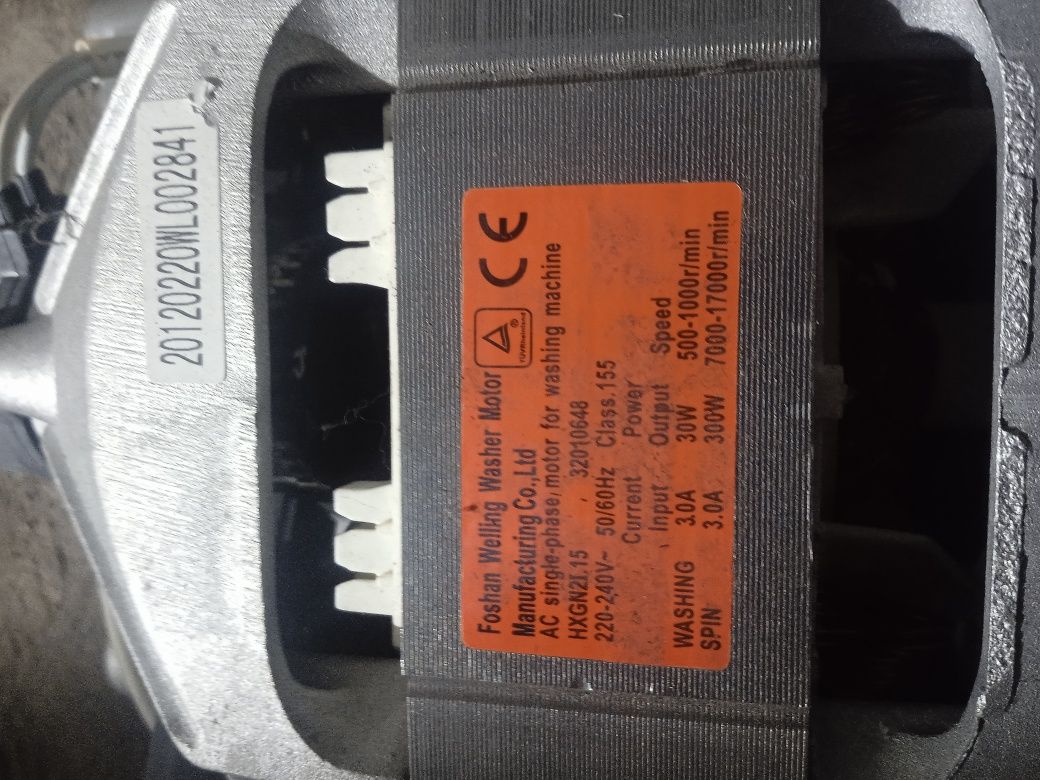 20120220WL002841
Foshan Welling Washer Motor
Manufacturing Co.,Ltd
TÜVRheinland
CE
AC single-phase motor for washing machine
HXGN2I.15 32010648
220-240V~ 50/60Hz Class.155
Current Power
Input Output Speed
WASHING 3.0A 30W 500-1000r/min
SPIN 3.0A 300W 7000-17000r/min